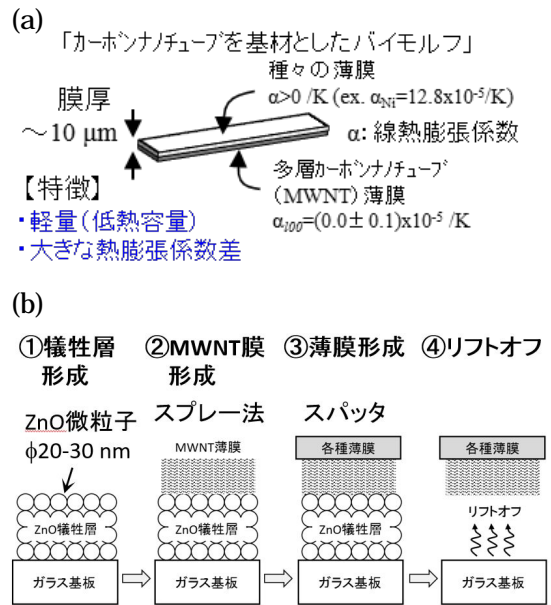 (a)
「カーボンナノチューブを基材としたバイモルフ」
種々の薄膜
α>0 /K (ex. αNi=12.8x10-5/K)
膜厚
～10 μm
α: 線熱膨張係数
多層カーボンナノチューブ
(MWNT) 薄膜
α100=(0.0± 0.1)x10-5 /K
【特徴】
・軽量(低熱容量)
・大きな熱膨張係数差
(b)
①犠牲層
形成
②MWNT膜
形成
③薄膜形成
④リフトオフ
ZnO微粒子
φ20-30 nm
スプレー法
スパッタ
MWNT薄膜
各種薄膜
各種薄膜
ZnO犠牲層
ZnO犠牲層
ZnO犠牲層
リフトオフ
ガラス基板
ガラス基板
ガラス基板
ガラス基板